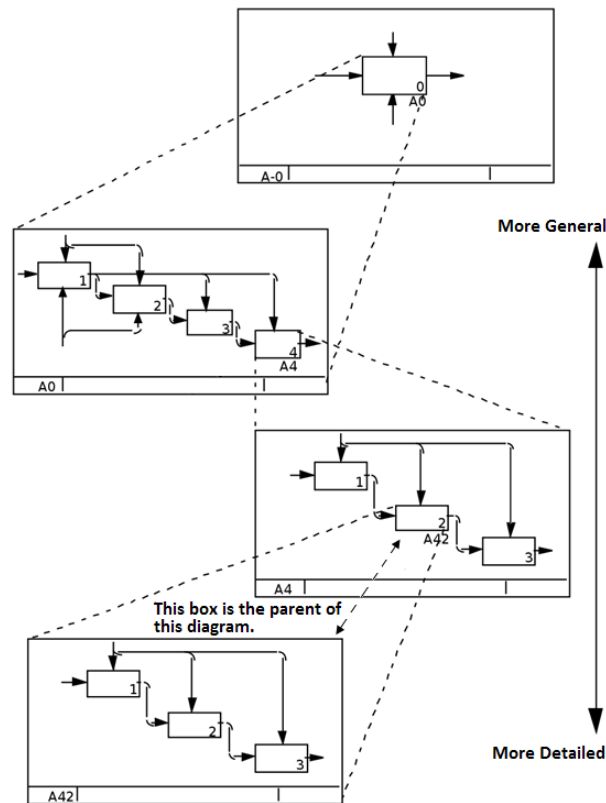 0
A0
A-0
More General
1
2
3
4
A4
A0
1
2
A42
3
A4
This box is the parent of
this diagram.
1
2
3
More Detailed
A42